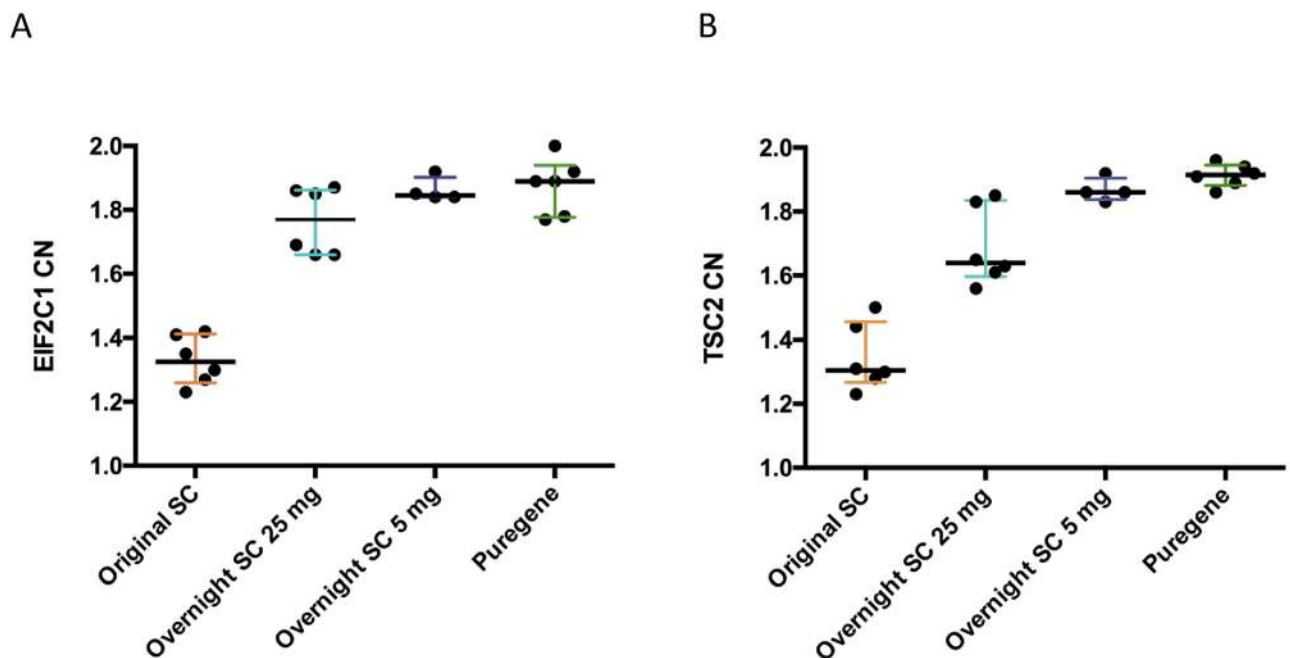 A
EIF2C1 CN
2.0
1.8
1.6
1.4
1.2
1.0
Original SC
Overnight SC 25 mg
Overnight SC 5 mg
Puregene
B
TSC2 CN
2.0
1.8
1.6
1.4
1.2
1.0
Original SC
Overnight SC 25 mg
Overnight SC 5 mg
Puregene